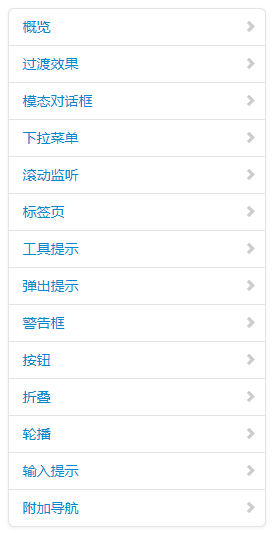 概览
过渡效果
模态对话框
下拉菜单
滚动监听
标签页
工具提示
弹出提示
警告框
按钮
折叠
轮播
输入提示
附加导航